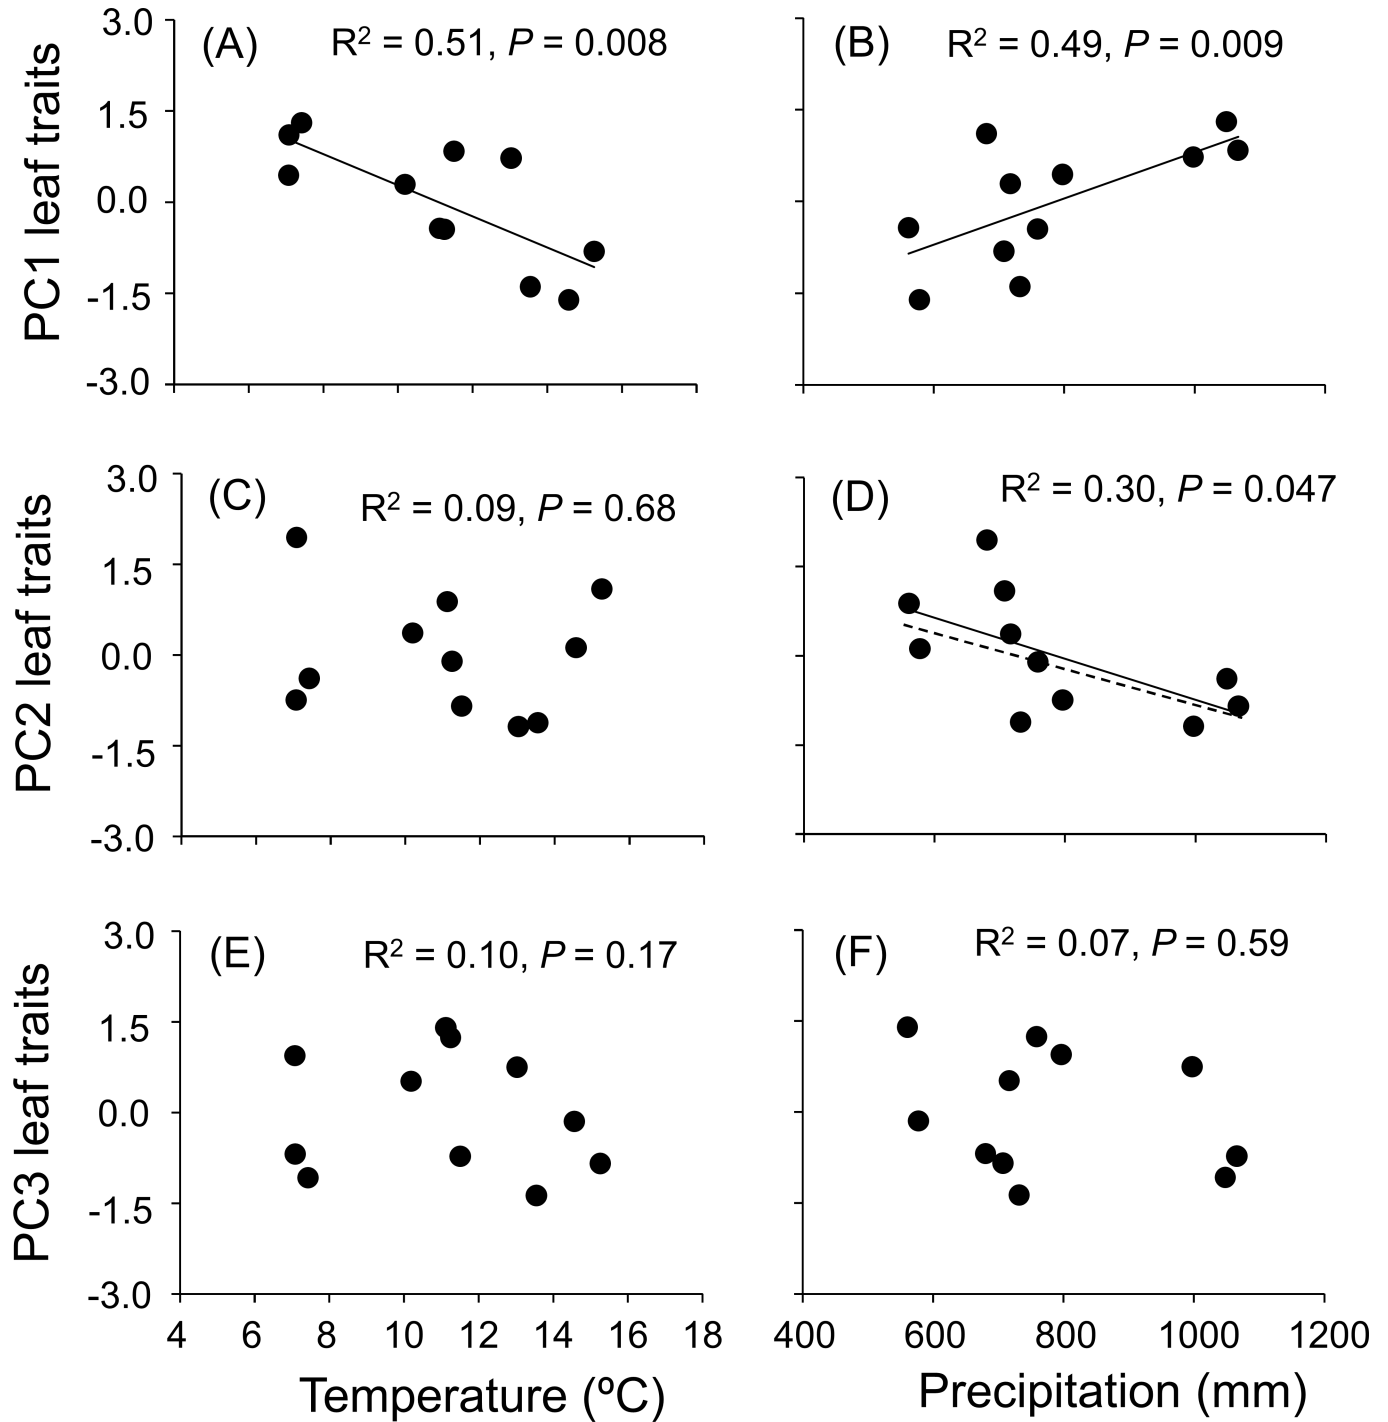 (A) R² = 0.51, P = 0.008
(B) R² = 0.49, P = 0.009
PC1 leaf traits
3.0
1.5
0.0
-1.5
-3.0
(C) R² = 0.09, P = 0.68
(D) R² = 0.30, P = 0.047
PC2 leaf traits
3.0
1.5
0.0
-1.5
-3.0
(E) R² = 0.10, P = 0.17
(F) R² = 0.07, P = 0.59
PC3 leaf traits
3.0
1.5
0.0
-1.5
-3.0
4 6 8 10 12 14 16 18
400 600 800 1000 1200
Temperature (ºC)
Precipitation (mm)